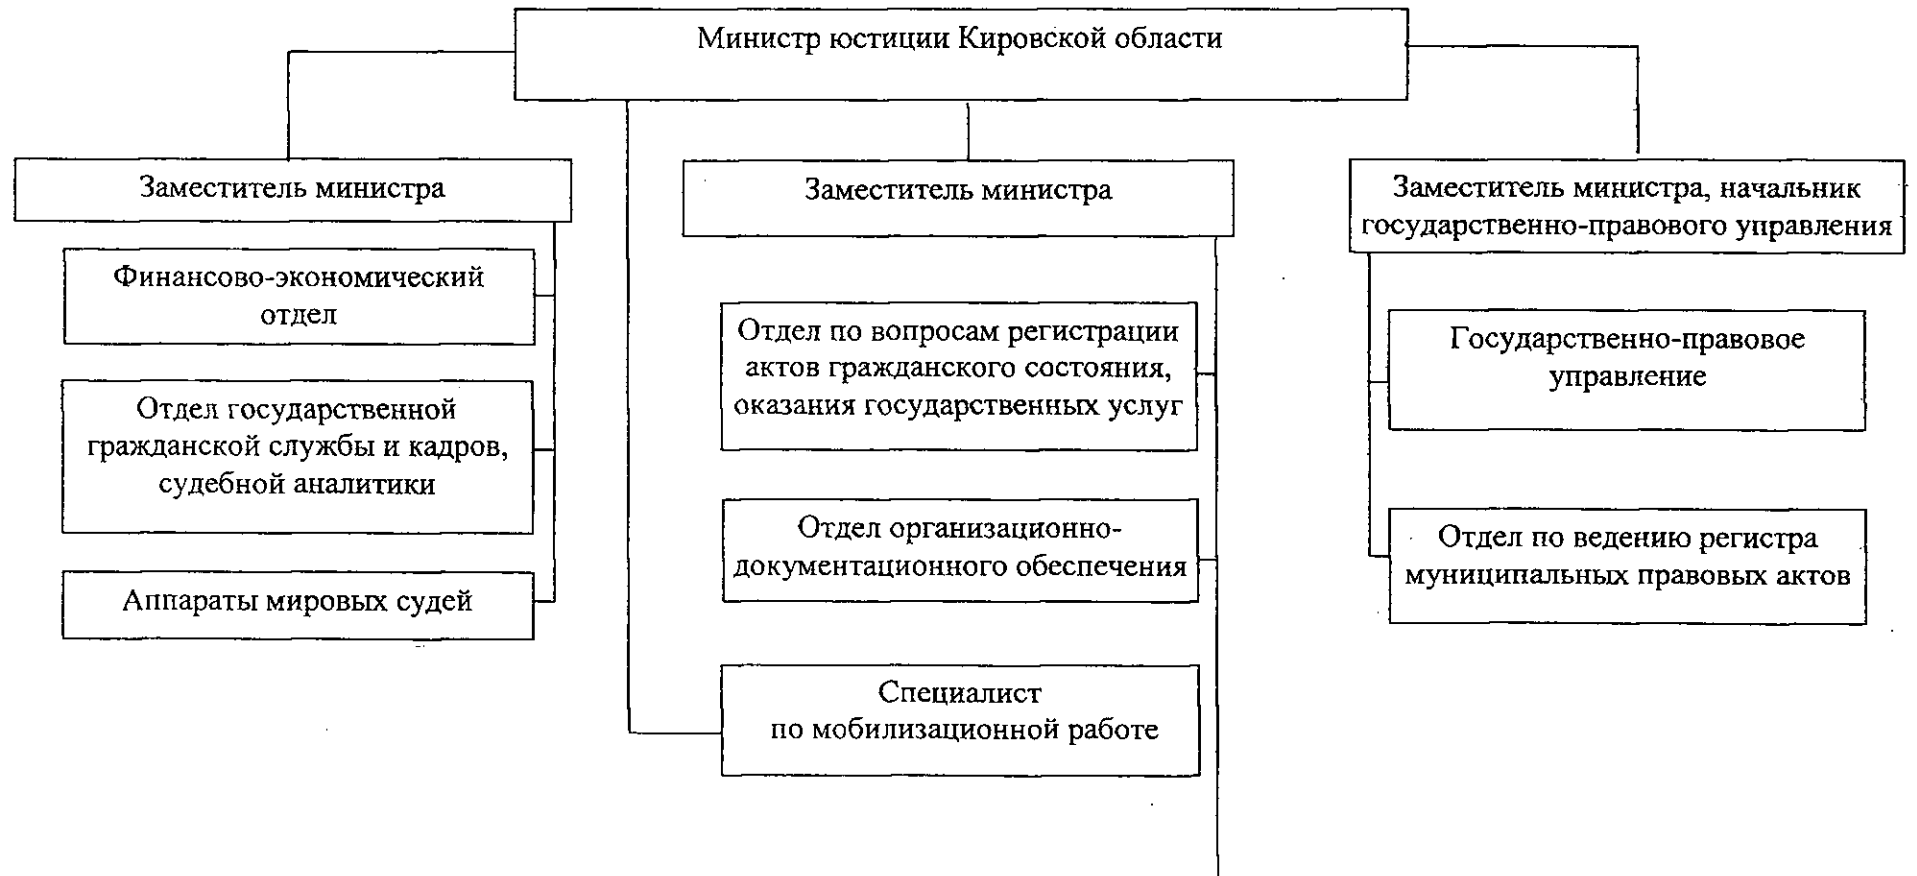 Министр юстиции Кировской области
Заместитель министра
Финансово-экономический
отдел
Отдел государственной
гражданской службы и кадров,
судебной аналитики
Аппараты мировых судей
Заместитель министра
Отдел по вопросам регистрации
актов гражданского состояния,
оказания государственных услуг
Отдел организационно-
документационного обеспечения
Специалист
по мобилизационной работе
Заместитель министра, начальник
государственно-правового управления
Государственно-правовое
управление
Отдел по ведению регистра
муниципальных правовых актов